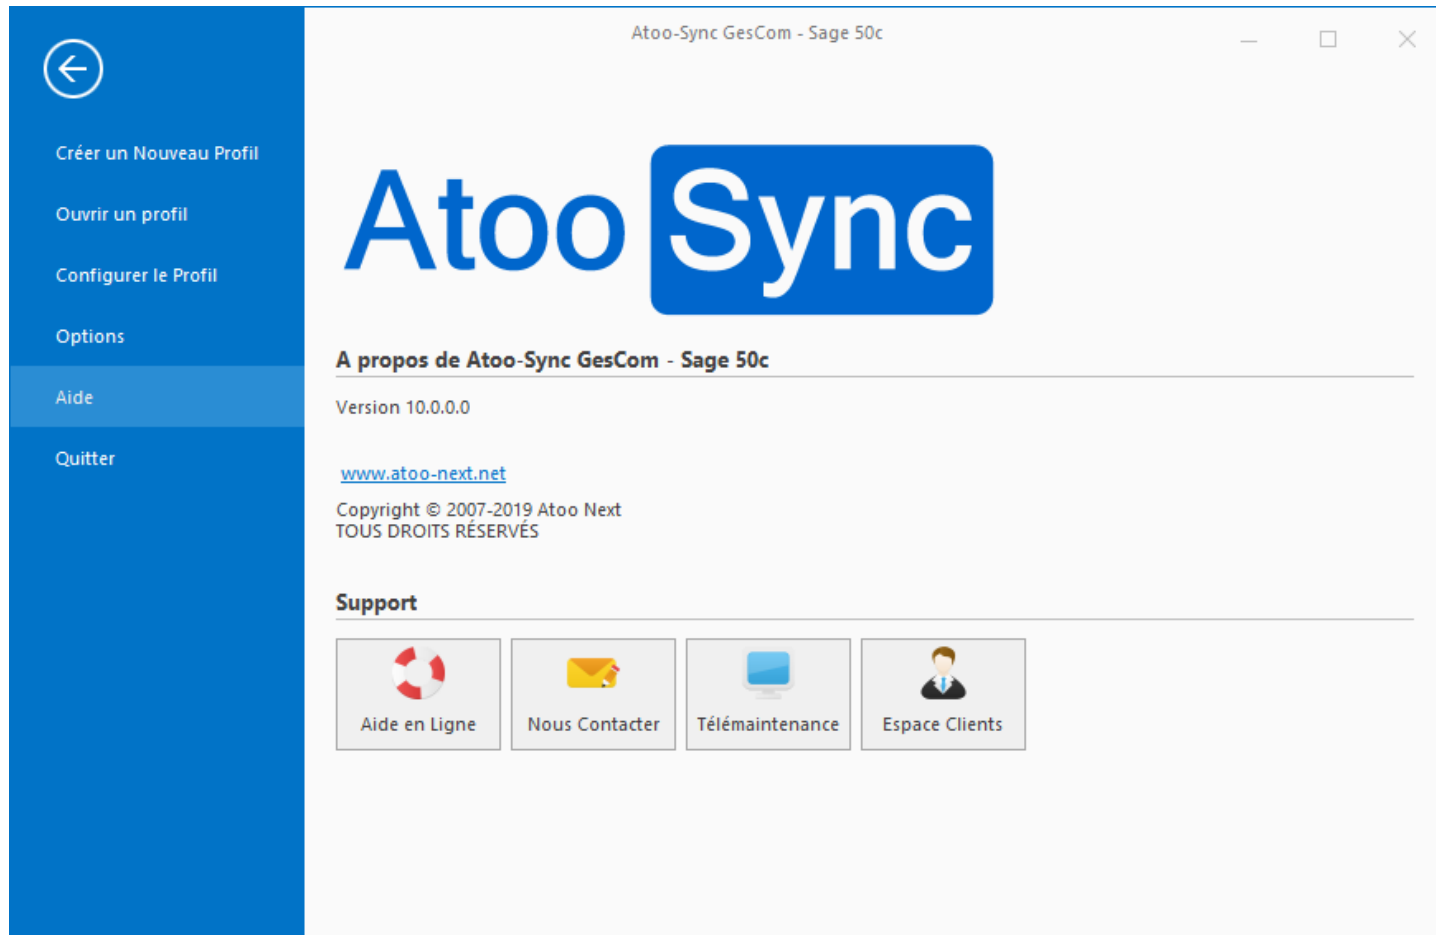 Atoo-Sync GesCom - Sage 50c
Créer un Nouveau Profil
Ouvrir un profil
Configurer le Profil
Options
Aide
Quitter
Atoo Sync
A propos de Atoo-Sync GesCom - Sage 50c
Version 10.0.0.0
www.atoo-next.net
Copyright © 2007-2019 Atoo Next
TOUS DROITS RÉSERVÉS
Support
Aide en Ligne
Nous Contacter
Télémaintenance
Espace Clients